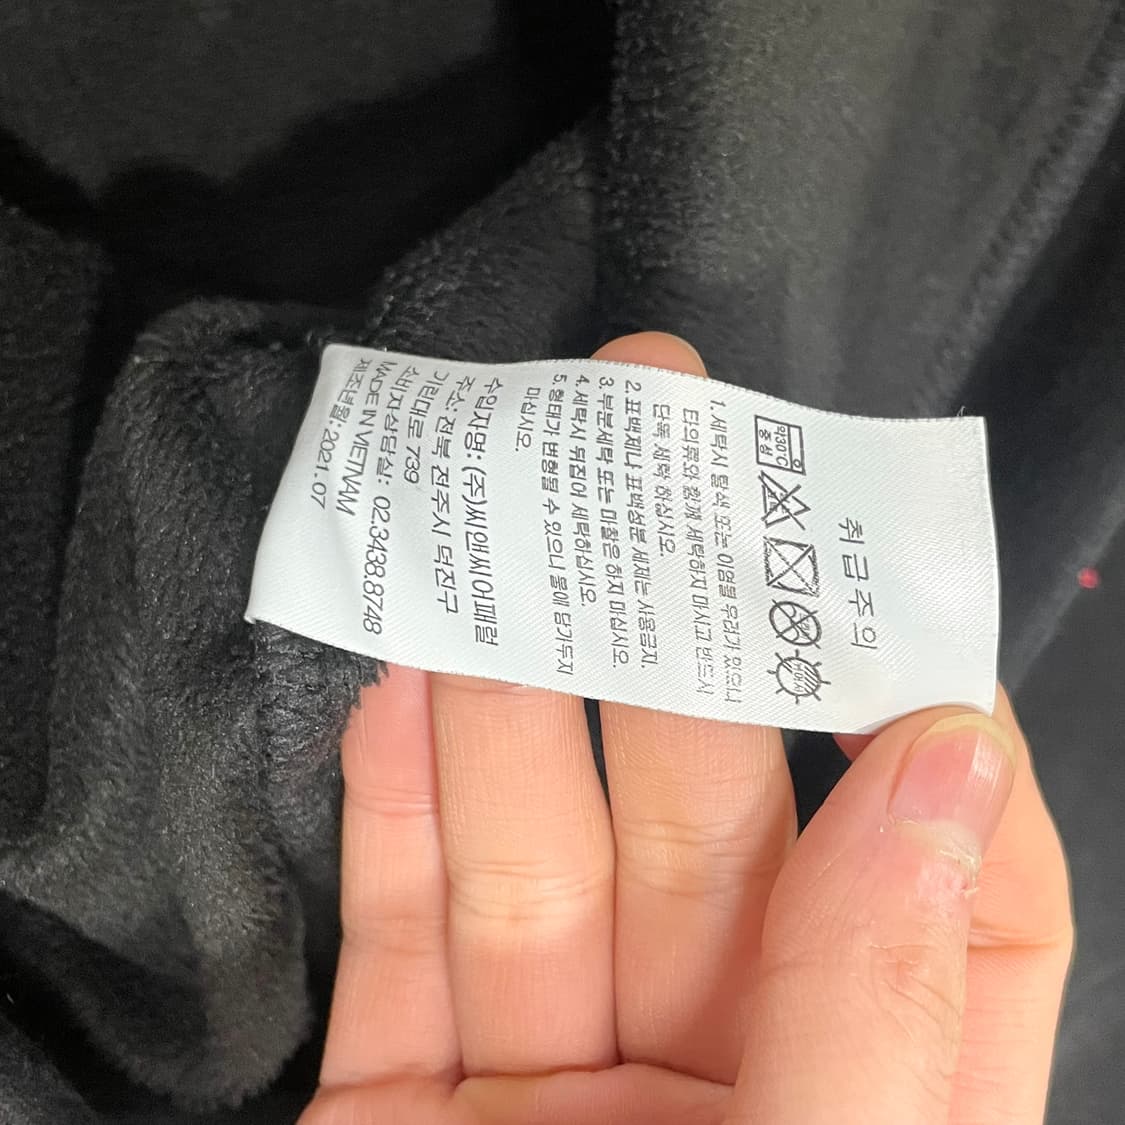 취급주의
약30℃
중성
1.세탁시 탈색 또는 이염될 우려가 있으니
타의류와 함께 세탁하지 마시고 반드시
단독 세탁 하십시오.
2.표백제나 표백성분 세제는 사용금지.
3.부분세탁 또는 마찰은 하지 마십시오.
4.세탁시 뒤집어 세탁하십시오.
5.형태가 변형될 수 있으니 물에 담가두지
마십시오.
수입자명: (주)씨앤씨어패럴
주소: 전북 전주시 덕진구
기린대로 739
소비자상담실: 02.3438.8748
MADE IN VIETNAM
제조년월: 2021. 07